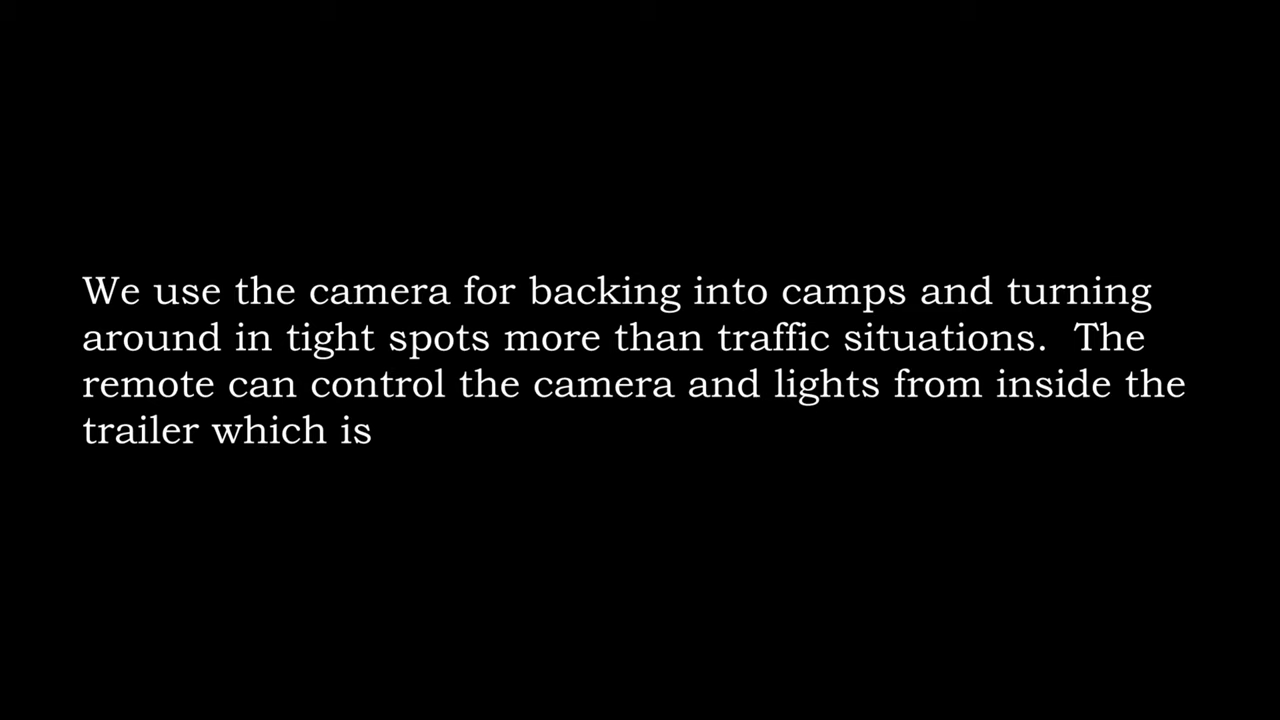 We use the camera for backing into camps and turning
around in tight spots more than traffic situations.  The
remote can control the camera and lights from inside the
trailer which is